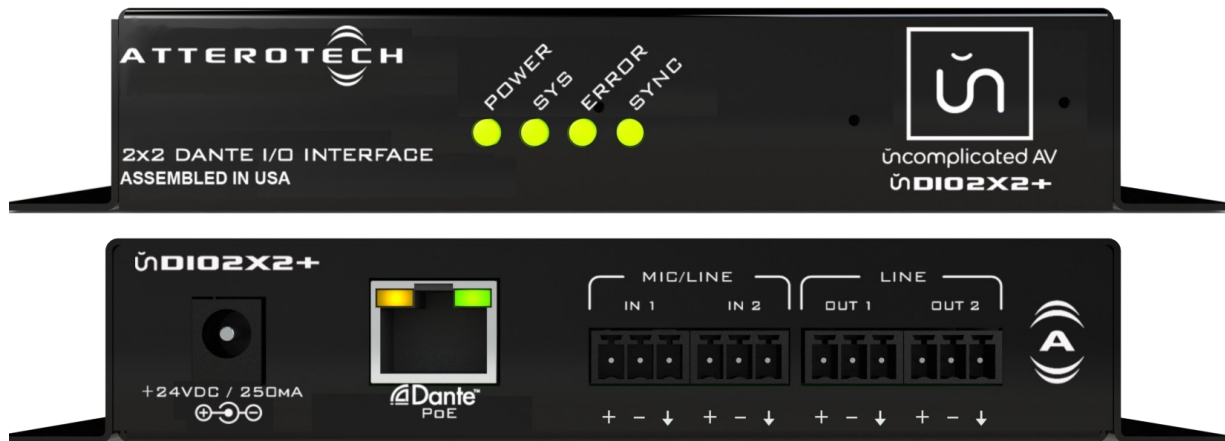 ATTEROTECH
POWER
SYS
ERROR
SYNC
ŭn
2x2 DANTE I/O INTERFACE
ASSEMBLED IN USA
ŭncomplicated AV
ŭnDIO2X2+
ŭnDIO2X2+
MIC/LINE
LINE
IN 1
IN 2
OUT 1
OUT 2
A
+24VDC / 250mA
Dante™
PoE
+ - ↓ + - ↓ + - ↓ + - ↓
+ -